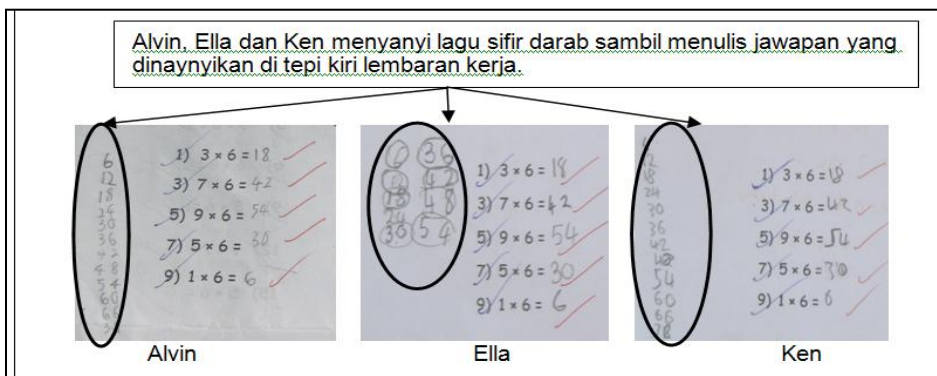 Alvin, Ella dan Ken menyanyi lagu sifir darab sambil menulis jawapan yang
dinaynyikan di tepi kiri lembaran kerja.
6
12
18
24
30
36
42
48
54
60
66
1) 3 × 6 = 18
3) 7 × 6 = 42
5) 9 × 6 = 54
7) 5 × 6 = 30
9) 1 × 6 = 6
Alvin
6 36
42
18 48
24
30 54
1) 3 × 6 = 18
3) 7 × 6 = 42
5) 9 × 6 = 54
7) 5 × 6 = 30
9) 1 × 6 = 6
Ella
12
18
24
30
36
42
48
54
60
66
78
1) 3 × 6 = 18
3) 7 × 6 = 42
5) 9 × 6 = 54
7) 5 × 6 = 30
9) 1 × 6 = 6
Ken